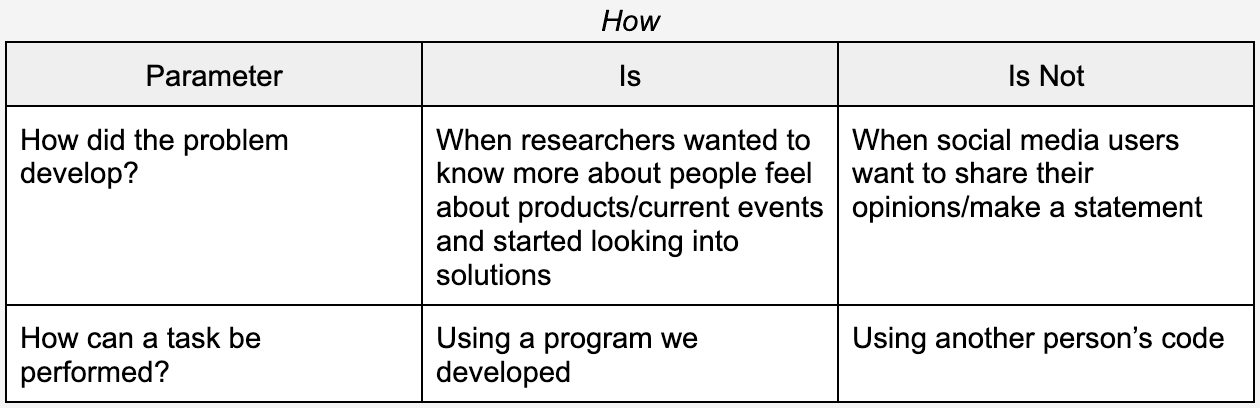 How
Parameter
Is
Is Not
How did the problem
develop?
When researchers wanted to
know more about people feel
about products/current events
and started looking into
solutions
When social media users
want to share their
opinions/make a statement
How can a task be
performed?
Using a program we
developed
Using another person’s code